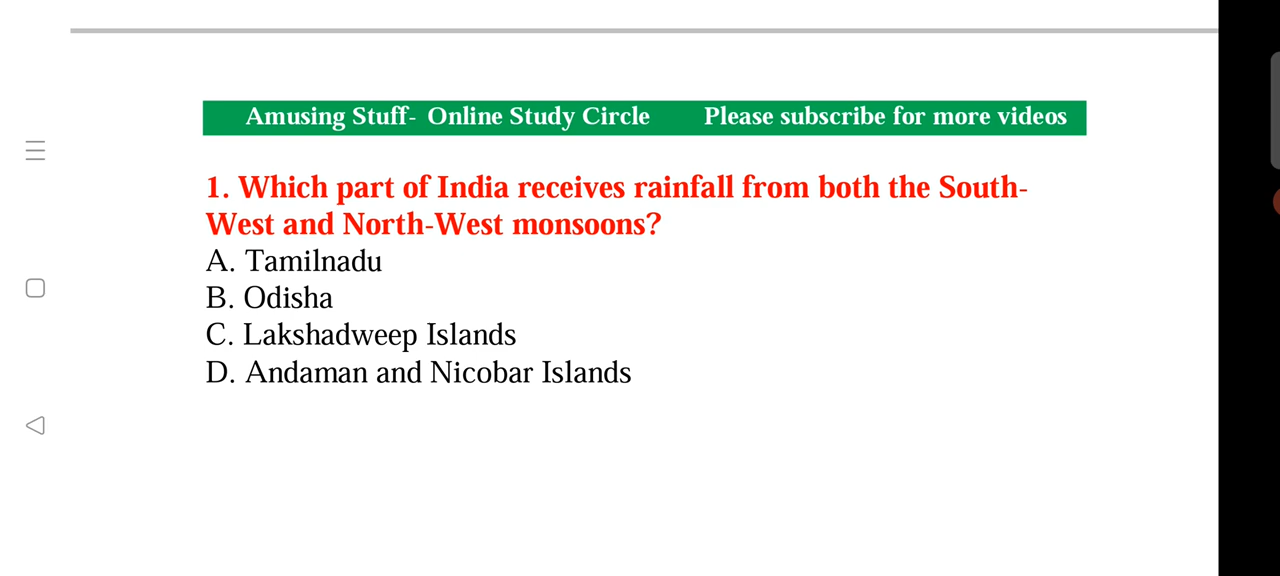 Amusing Stuff- Online Study Circle Please subscribe for more videos
1. Which part of India receives rainfall from both the South-
West and North-West monsoons?
A. Tamilnadu
B. Odisha
C. Lakshadweep Islands
D. Andaman and Nicobar Islands